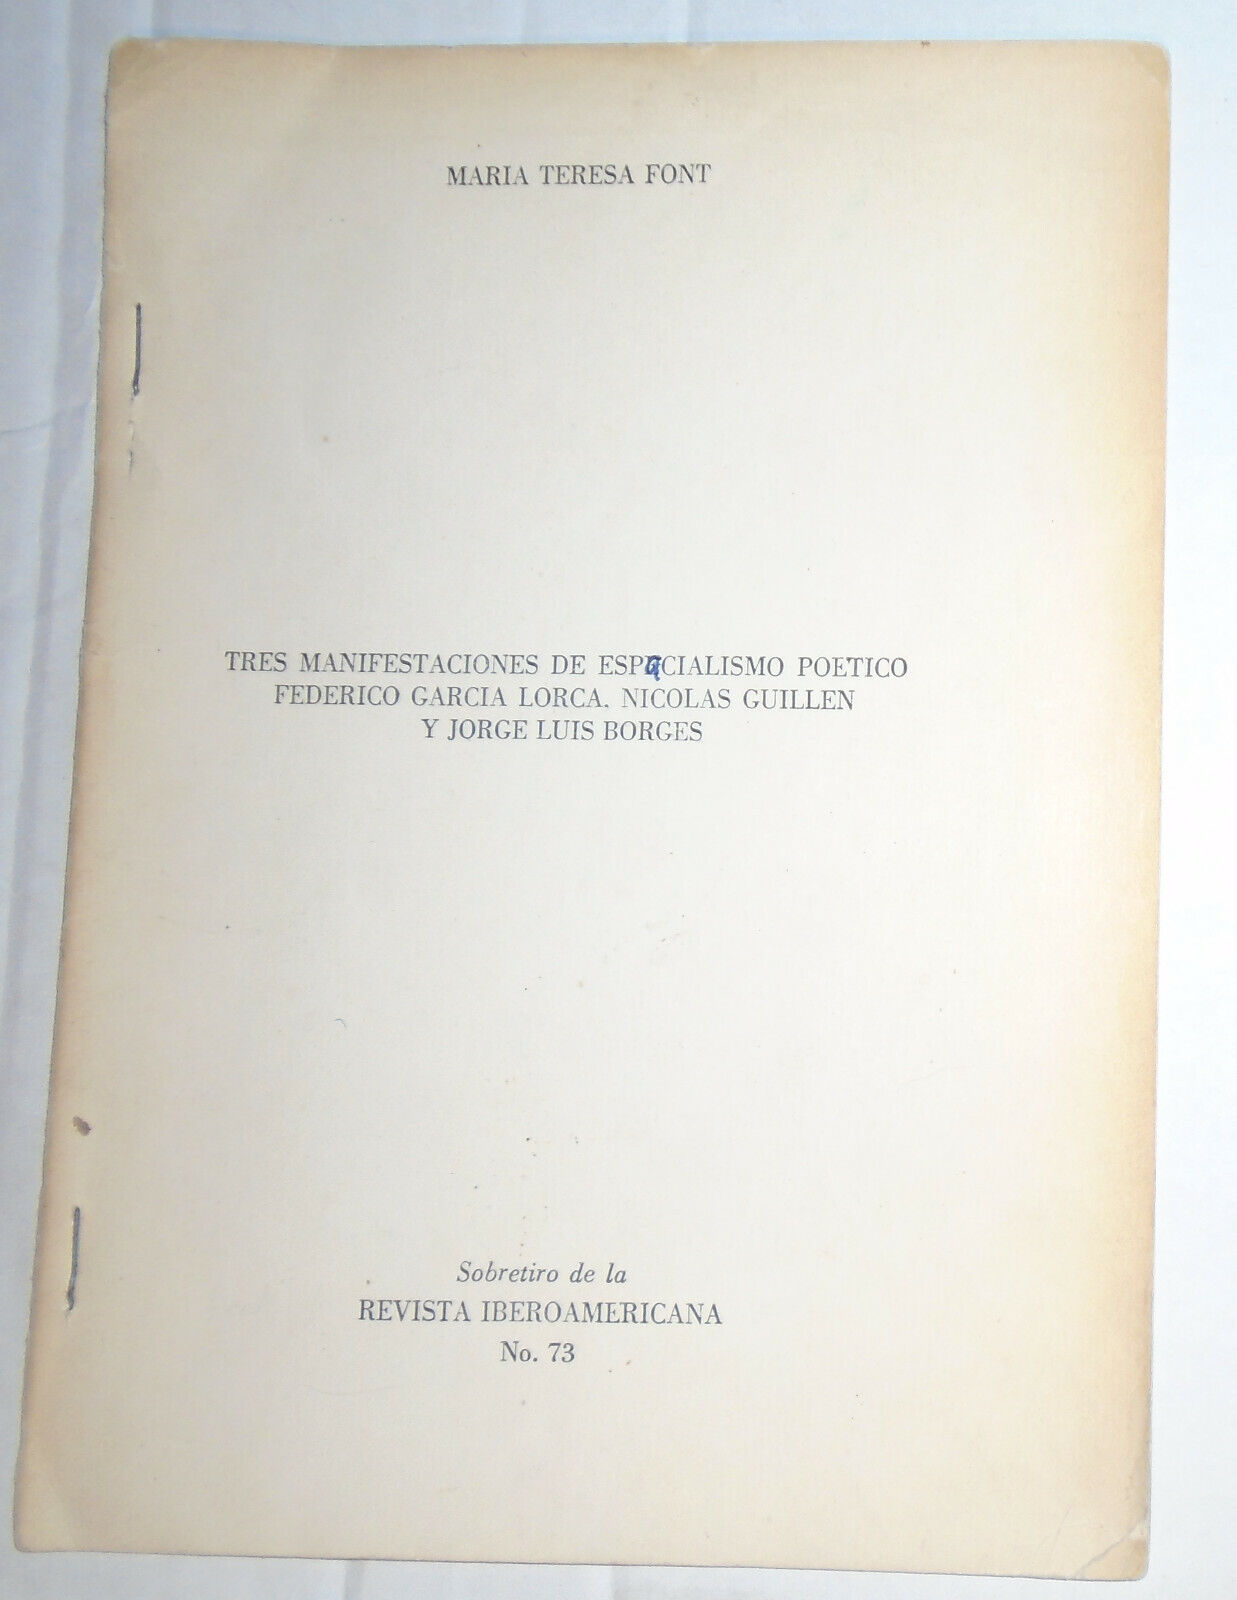 MARIA TERESA FONT
TRES MANIFESTACIONES DE ESPaCIALISMO POETICO
FEDERICO GARCIA LORCA, NICOLAS GUILLEN
Y JORGE LUIS BORGES
Sobretiro de la
REVISTA IBEROAMERICANA
No. 73